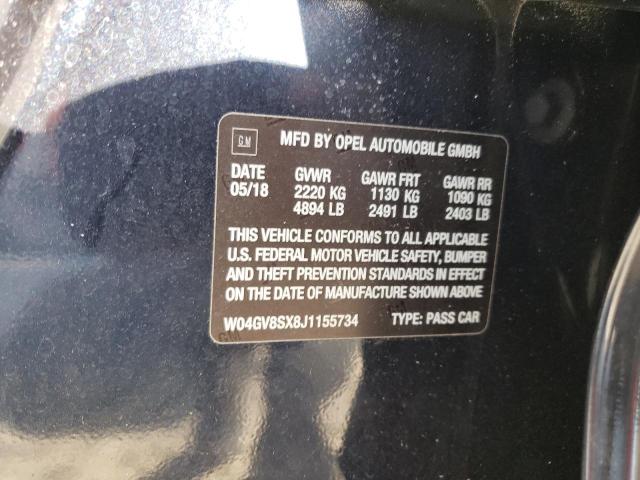 GM
MFD BY OPEL AUTOMOBILE GMBH
DATE GVWR GAWR FRT GAWR RR
05/18 2220 KG 1130 KG 1090 KG
4894 LB 2491 LB 2403 LB
THIS VEHICLE CONFORMS TO ALL APPLICABLE
U.S. FEDERAL MOTOR VEHICLE SAFETY, BUMPER
AND THEFT PREVENTION STANDARDS IN EFFECT
ON THE DATE OF MANUFACTURE SHOWN ABOVE
W04GV8SX8J1155734 TYPE: PASS CAR